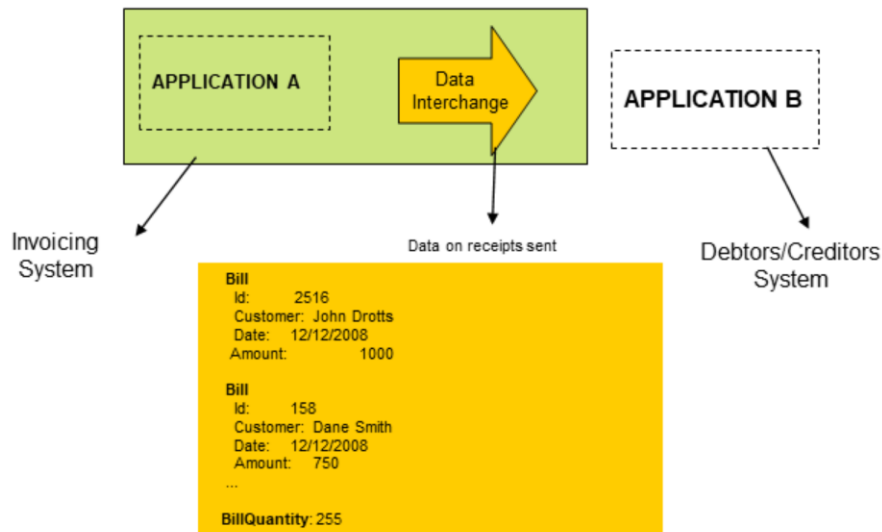 APPLICATION A
Data
Interchange
APPLICATION B
Invoicing
System
Data on receipts sent
Debtors/Creditors
System
Bill
Id: 2516
Customer: John Drotts
Date: 12/12/2008
Amount: 1000
Bill
Id: 158
Customer: Dane Smith
Date: 12/12/2008
Amount: 750
...
BillQuantity: 255